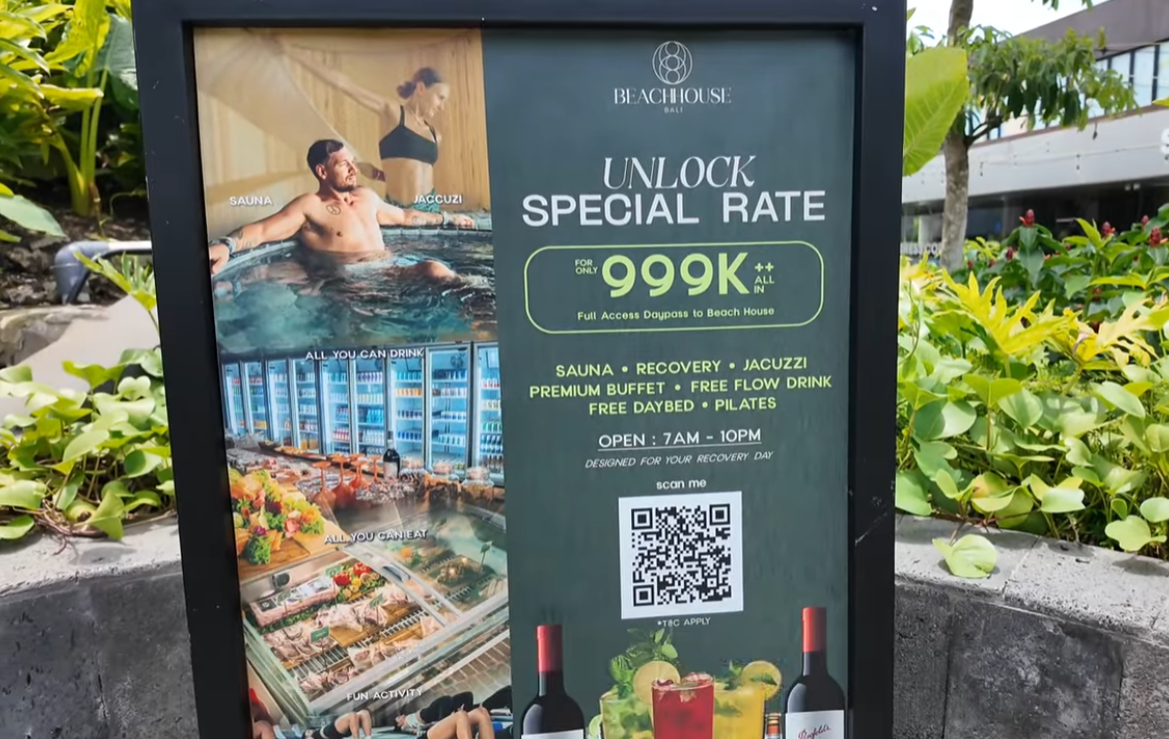 BEACHHOUSE
BALI
UNLOCK
SPECIAL RATE
FOR ONLY 999K ++ ALL IN
Full Access Daypass to Beach House
SAUNA • RECOVERY • JACUZZI
PREMIUM BUFFET • FREE FLOW DRINK
FREE DAYBED • PILATES
OPEN : 7AM - 10PM
DESIGNED FOR YOUR RECOVERY DAY
scan me
*T&C APPLY
SAUNA
JACCUZI
ALL YOU CAN DRINK
ALL YOU CAN EAT
FUN ACTIVITY
Penfolds